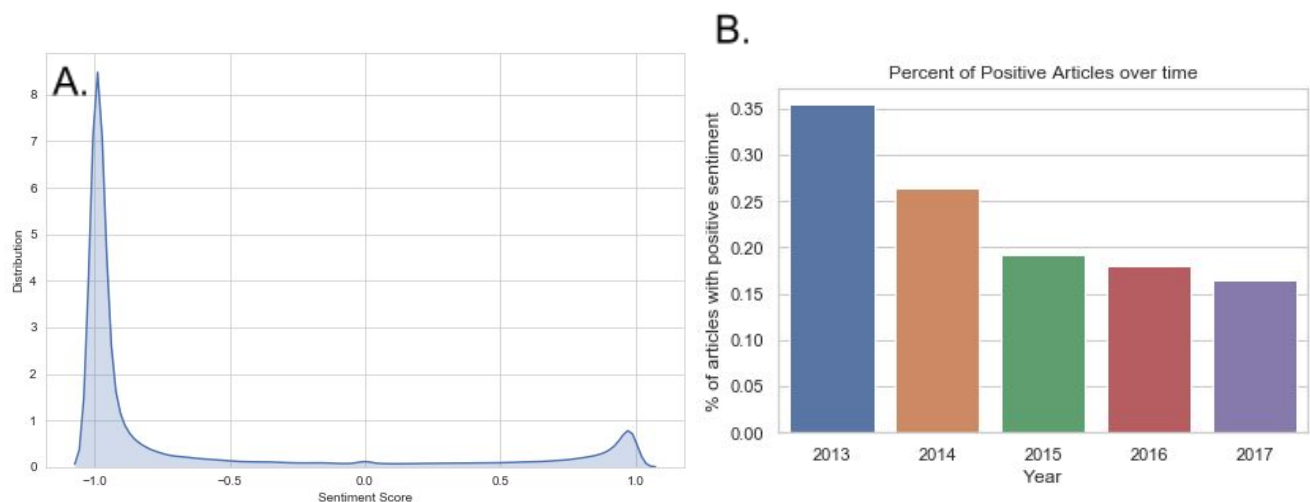 A.
8
7
6
5
4
3
2
1
0
Distribution
−1.0 −0.5 0.0 0.5 1.0
Sentiment Score
B.
Percent of Positive Articles over time
0.35
0.30
0.25
0.20
0.15
0.10
0.05
0.00
% of articles with positive sentiment
2013 2014 2015 2016 2017
Year